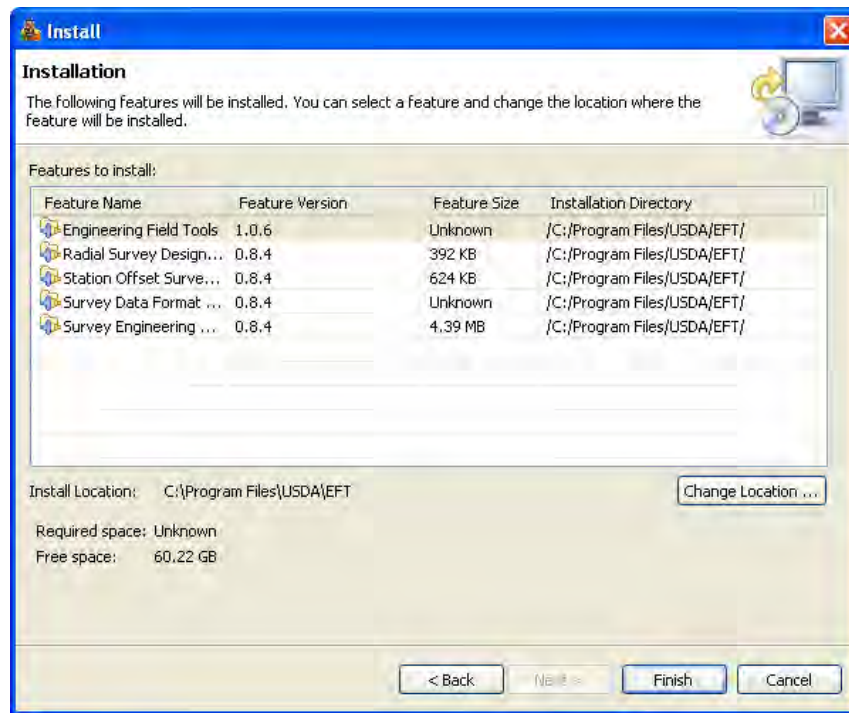 Install
Installation
The following features will be installed. You can select a feature and change the location where the
feature will be installed.
Features to install:
Feature Name Feature Version Feature Size Installation Directory
Engineering Field Tools 1.0.6 Unknown /C:/Program Files/USDA/EFT/
Radial Survey Design... 0.8.4 392 KB /C:/Program Files/USDA/EFT/
Station Offset Surve... 0.8.4 624 KB /C:/Program Files/USDA/EFT/
Survey Data Format ... 0.8.4 Unknown /C:/Program Files/USDA/EFT/
Survey Engineering ... 0.8.4 4.39 MB /C:/Program Files/USDA/EFT/
Install Location: C:\Program Files\USDA\EFT Change Location ...
Required space: Unknown
Free space: 60.22 GB
< Back Next > Finish Cancel